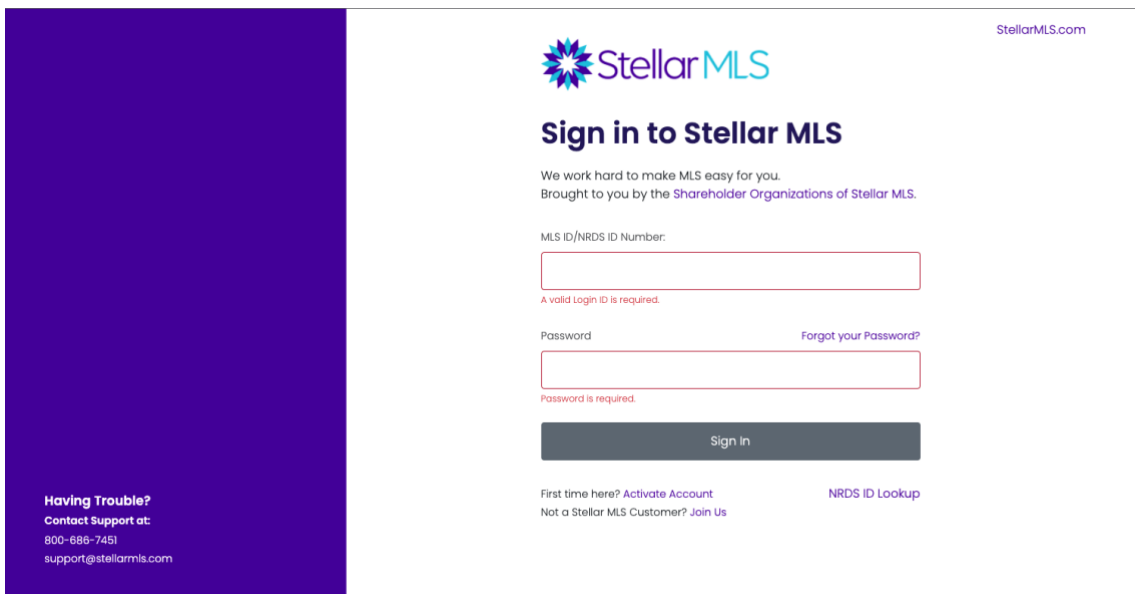 StellarMLS.com
Stellar MLS
Sign in to Stellar MLS
We work hard to make MLS easy for you.
Brought to you by the Shareholder Organizations of Stellar MLS.
MLS ID/NRDS ID Number:
A valid Login ID is required.
Password Forgot your Password?
Password is required.
Sign In
First time here? Activate Account NRDS ID Lookup
Not a Stellar MLS Customer? Join Us
Having Trouble?
Contact Support at:
800-686-7451
support@stellarmls.com